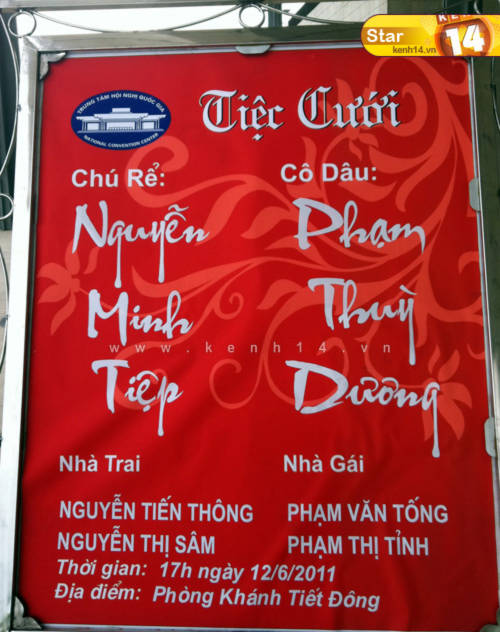 Star
KENH
14
kenh14.vn
TRUNG TÂM HỘI NGHỊ QUỐC GIA
NATIONAL CONVENTION CENTER
Tiệc Cưới
Chú Rể:
Nguyễn
Minh
Tiệp
Cô Dâu:
Phạm
Thuỳ
Dương
www.kenh14.vn
Nhà Trai
NGUYỄN TIẾN THÔNG
NGUYỄN THỊ SÂM
Nhà Gái
PHẠM VĂN TỐNG
PHẠM THỊ TỈNH
Thời gian: 17h ngày 12/6/2011
Địa điểm: Phòng Khánh Tiết Đông